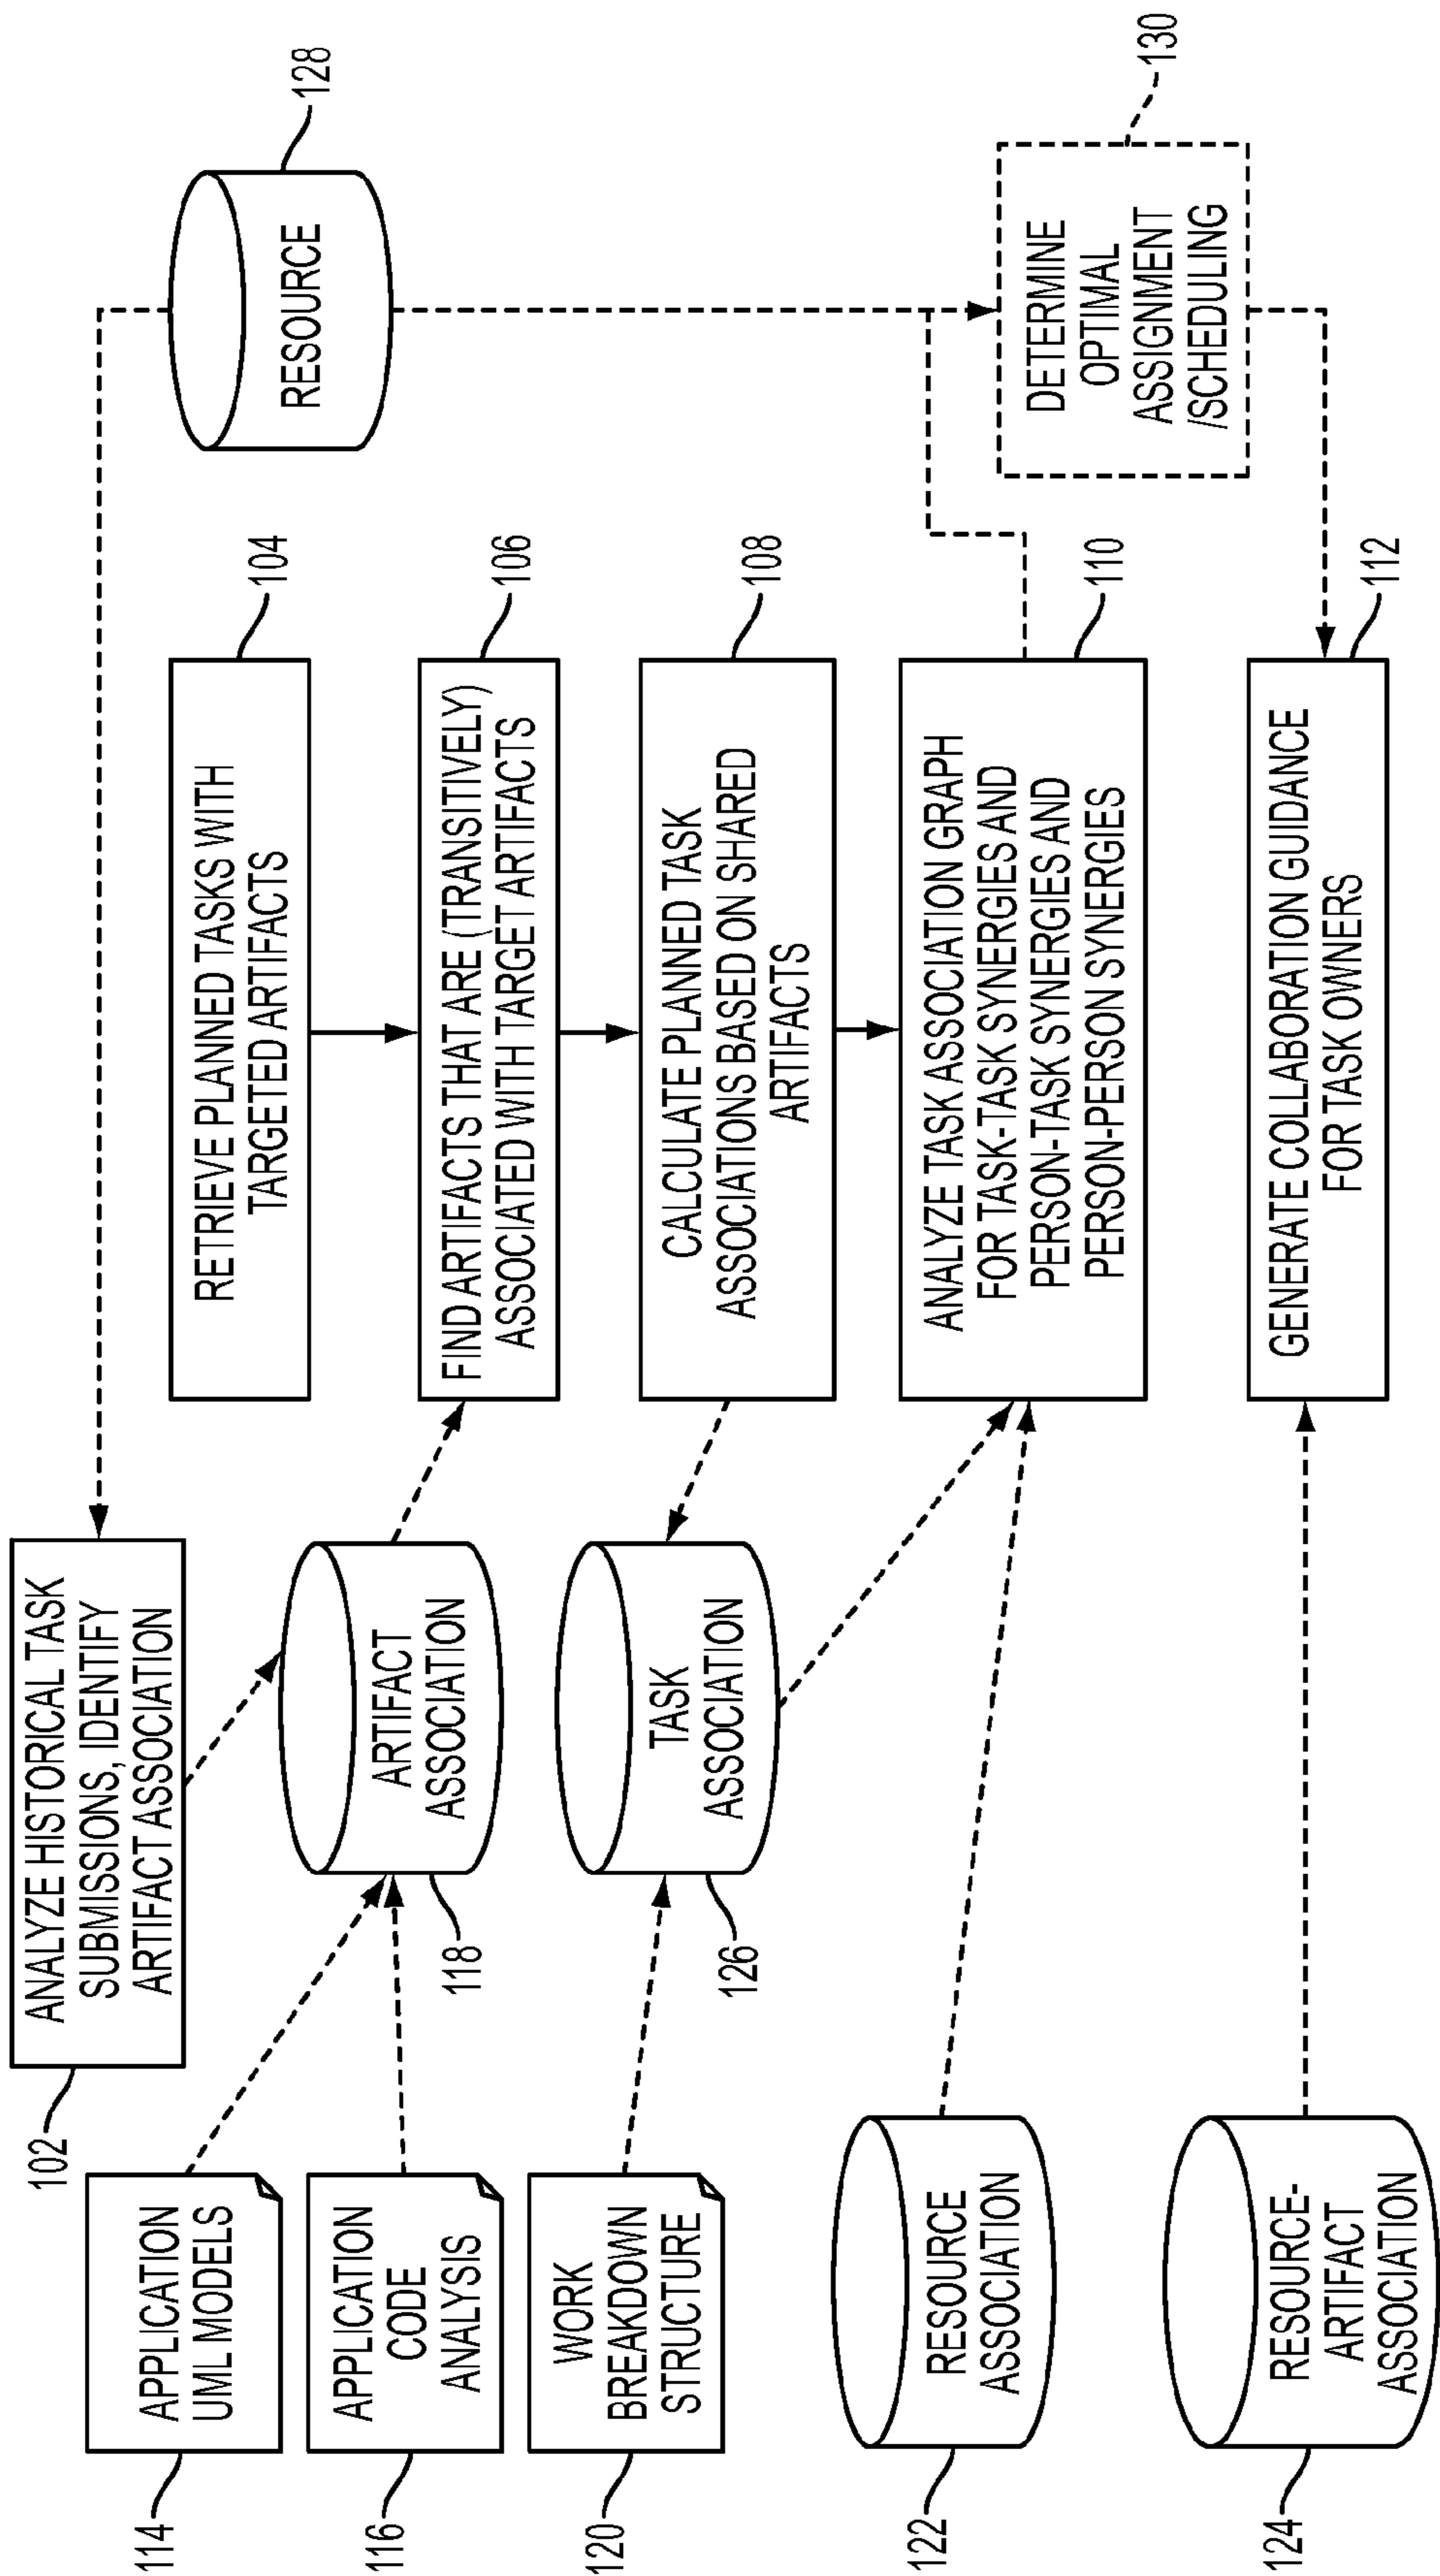 102
ANALYZE HISTORICAL TASK
SUBMISSIONS, IDENTIFY
ARTIFACT ASSOCIATION
114
APPLICATION
UML MODELS
116
APPLICATION
CODE
ANALYSIS
120
WORK
BREAKDOWN
STRUCTURE
118
ARTIFACT
ASSOCIATION
126
TASK
ASSOCIATION
122
RESOURCE
ASSOCIATION
124
RESOURCE-
ARTIFACT
ASSOCIATION
RETRIEVE PLANNED TASKS WITH
TARGETED ARTIFACTS
104
FIND ARTIFACTS THAT ARE (TRANSITIVELY)
ASSOCIATED WITH TARGET ARTIFACTS
106
CALCULATE PLANNED TASK
ASSOCIATIONS BASED ON SHARED
ARTIFACTS
108
ANALYZE TASK ASSOCIATION GRAPH
FOR TASK-TASK SYNERGIES AND
PERSON-TASK SYNERGIES AND
PERSON-PERSON SYNERGIES
110
GENERATE COLLABORATION GUIDANCE
FOR TASK OWNERS
112
RESOURCE
128
DETERMINE
OPTIMAL
ASSIGNMENT
/SCHEDULING
130